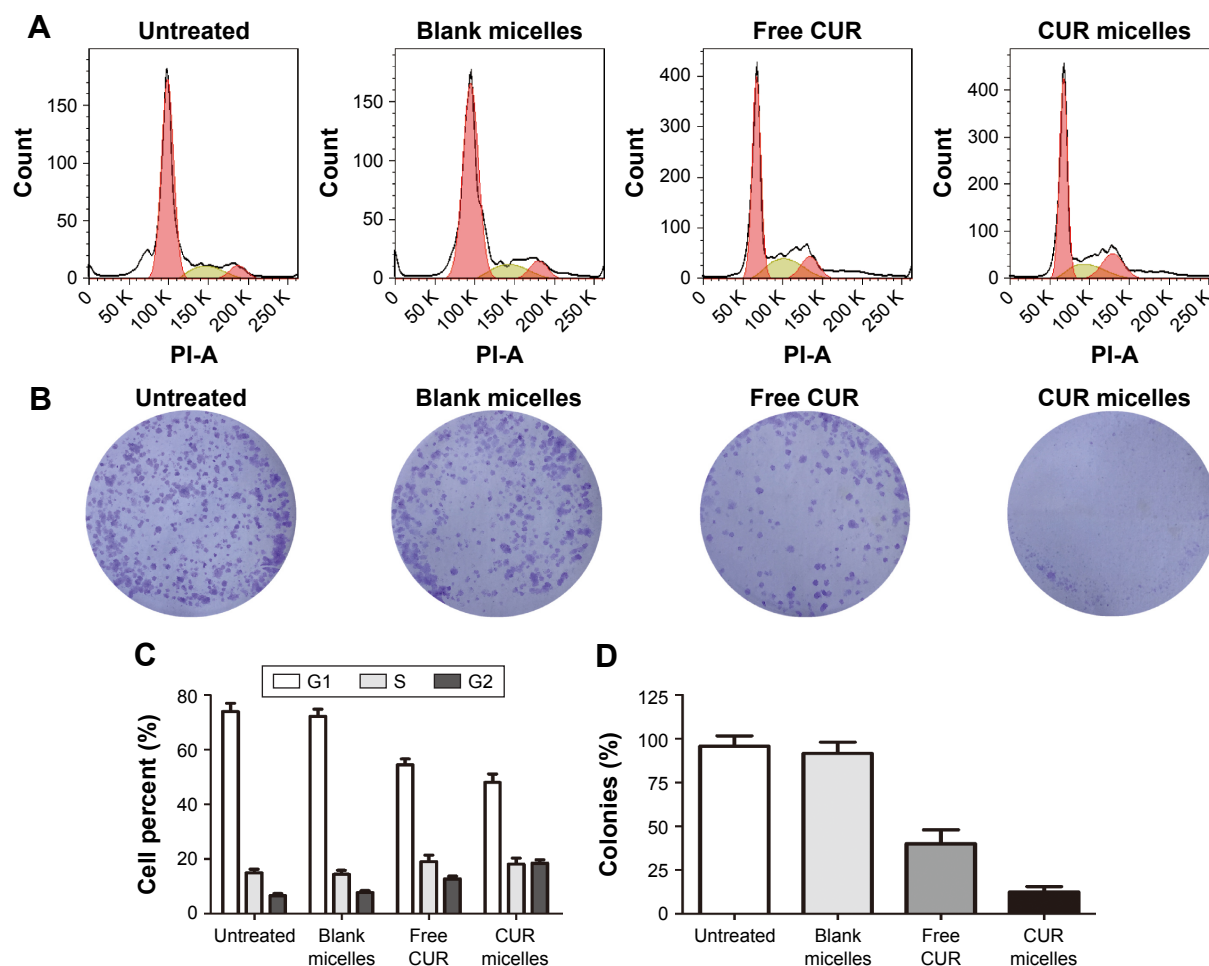 A
Untreated
Blank micelles
Free CUR
CUR micelles
Count
150
100
50
0
0
50 K
100 K
150 K
200 K
250 K
PI-A
Count
150
100
50
0
0
50 K
100 K
150 K
200 K
250 K
PI-A
Count
400
300
200
100
0
0
50 K
100 K
150 K
200 K
250 K
PI-A
Count
400
300
200
100
0
0
50 K
100 K
150 K
200 K
250 K
PI-A
B
Untreated
Blank micelles
Free CUR
CUR micelles
C
G1
S
G2
Cell percent (%)
80
60
40
20
0
Untreated
Blank
micelles
Free
CUR
CUR
micelles
D
Colonies (%)
125
100
75
50
25
0
Untreated
Blank
micelles
Free
CUR
CUR
micelles